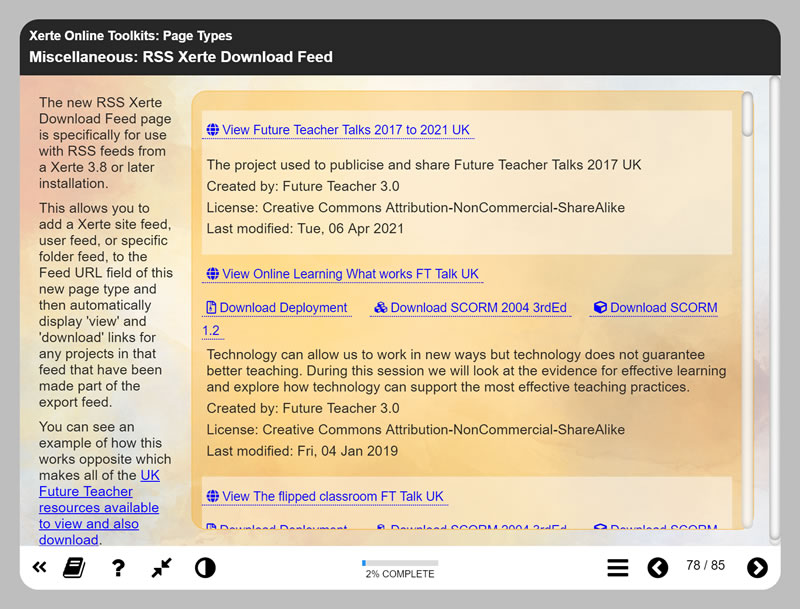 Xerte Online Toolkits: Page Types
Miscellaneous: RSS Xerte Download Feed
The new RSS Xerte
Download Feed page
is specifically for use
with RSS feeds from
a Xerte 3.8 or later
installation.
This allows you to
add a Xerte site feed,
user feed, or specific
folder feed, to the
Feed URL field of this
new page type and
then automatically
display 'view' and
'download' links for
any projects in that
feed that have been
made part of the
export feed.
You can see an
example of how this
works opposite which
makes all of the UK
Future Teacher
resources available
to view and also
download.
View Future Teacher Talks 2017 to 2021 UK
The project used to publicise and share Future Teacher Talks 2017 UK
Created by: Future Teacher 3.0
License: Creative Commons Attribution-NonCommercial-ShareAlike
Last modified: Tue, 06 Apr 2021
View Online Learning What works FT Talk UK
Download Deployment Download SCORM 2004 3rdEd Download SCORM
1.2
Technology can allow us to work in new ways but technology does not guarantee
better teaching. During this session we will look at the evidence for effective learning
and explore how technology can support the most effective teaching practices.
Created by: Future Teacher 3.0
License: Creative Commons Attribution-NonCommercial-ShareAlike
Last modified: Fri, 04 Jan 2019
View The flipped classroom FT Talk UK
Download Deployment Download SCORM 2004 3rdEd Download SCORM
2% COMPLETE
78 / 85